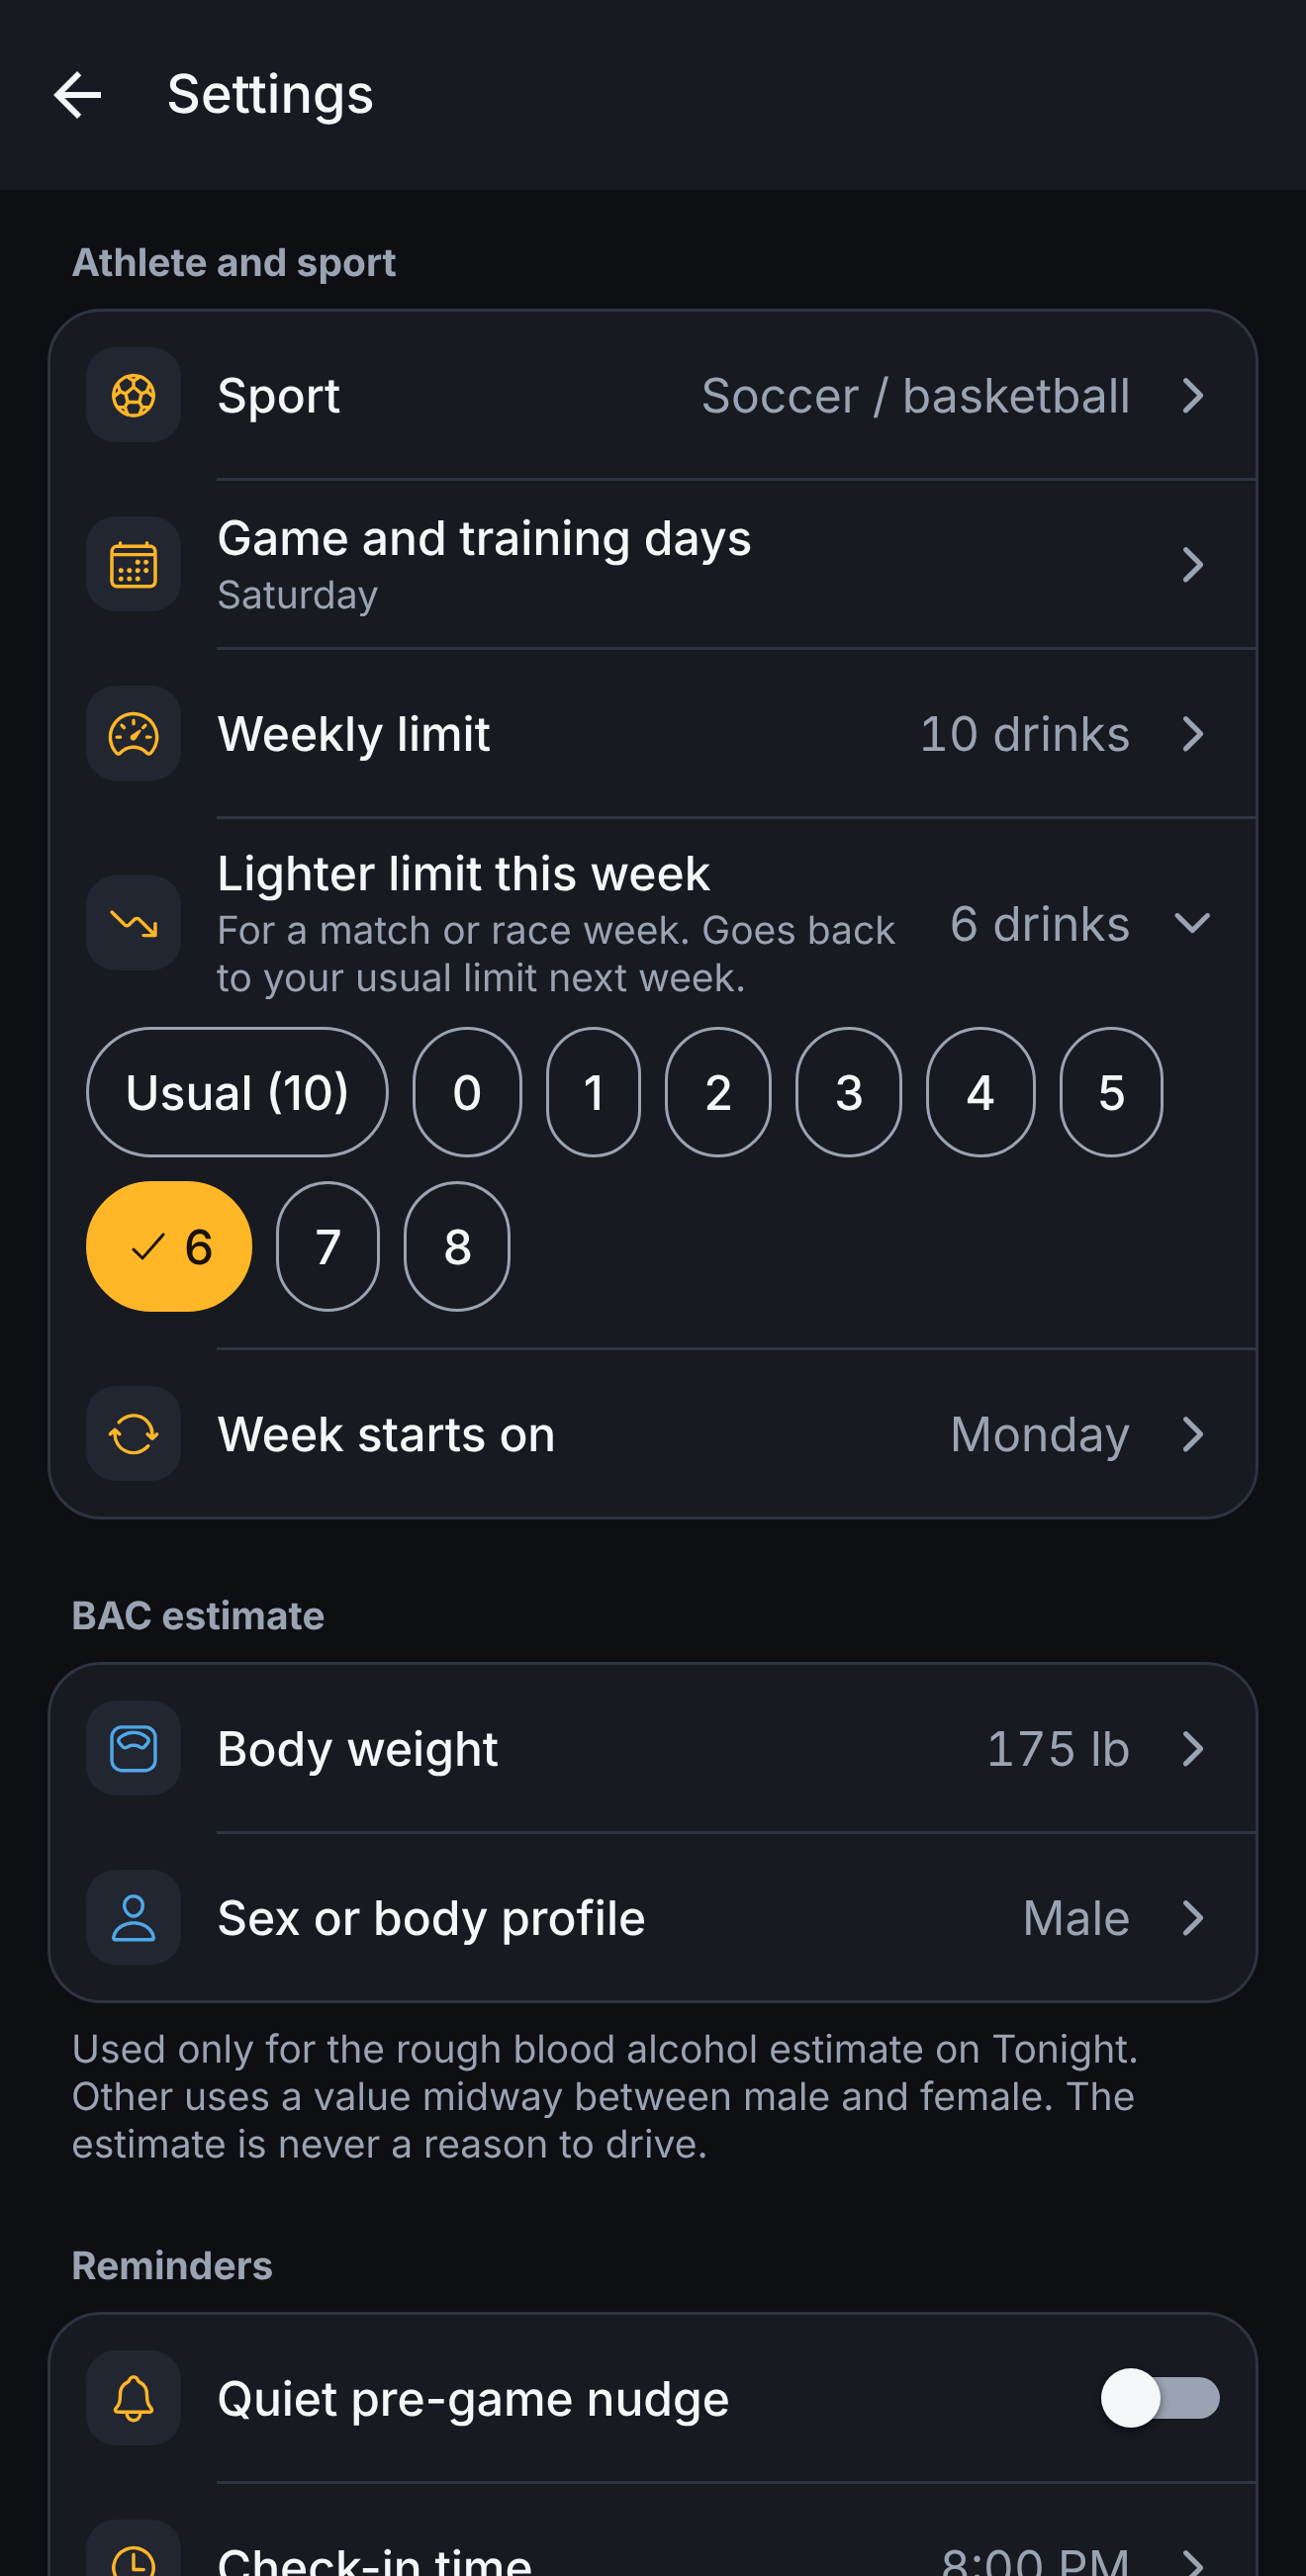 Settings
Athlete and sport
Sport
Soccer / basketball
Game and training days
Saturday
Weekly limit
10 drinks
Lighter limit this week
For a match or race week. Goes back
to your usual limit next week.
6 drinks
Usual (10) 0 1 2 3 4 5
6 7 8
Week starts on
Monday
BAC estimate
Body weight
175 lb
Sex or body profile
Male
Used only for the rough blood alcohol estimate on Tonight.
Other uses a value midway between male and female. The
estimate is never a reason to drive.
Reminders
Quiet pre-game nudge
Check-in time
8:00 PM